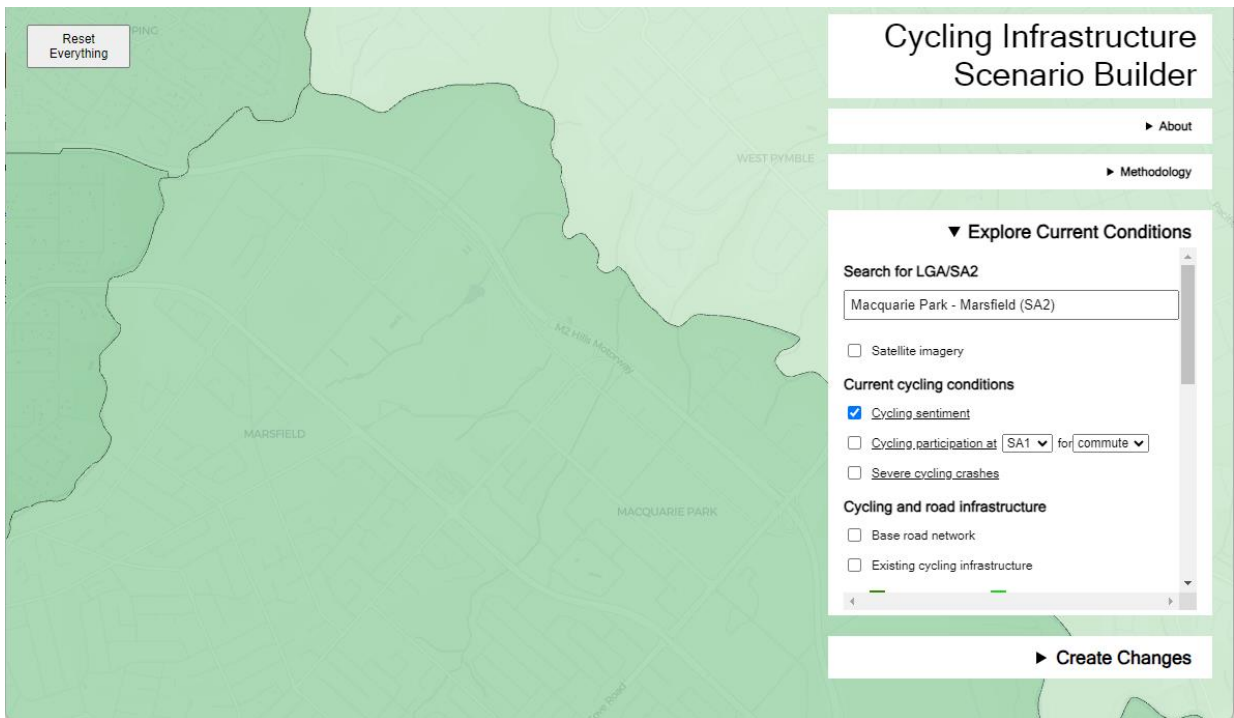 Reset
Everything
PING
WEST PYMBLE
M2 Hills Motorway
MARSFIELD
MACQUARIE PARK
Road
Cycling Infrastructure
Scenario Builder
► About
► Methodology
▼ Explore Current Conditions
Search for LGA/SA2
Macquarie Park - Marsfield (SA2)
Satellite imagery
Current cycling conditions
Cycling sentiment
Cycling participation at SA1 for commute
Severe cycling crashes
Cycling and road infrastructure
Base road network
Existing cycling infrastructure
► Create Changes